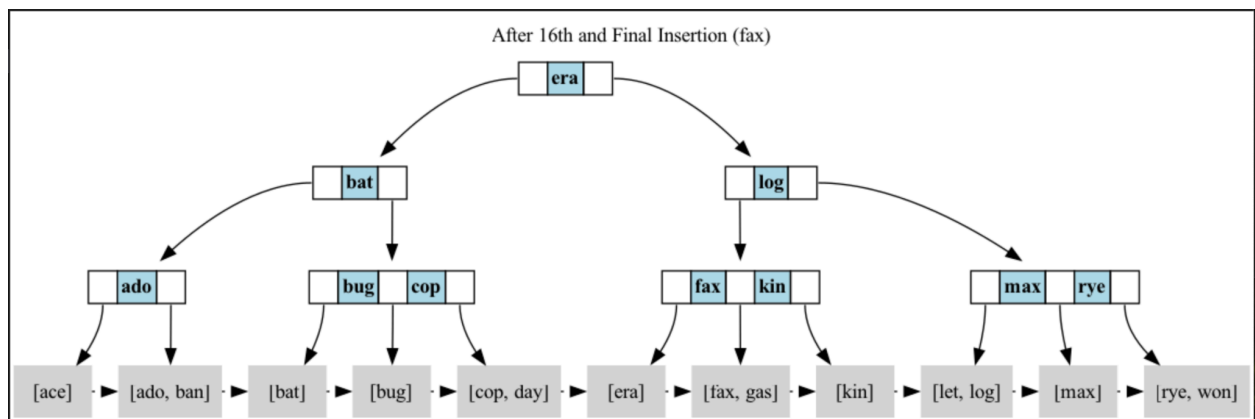 After 16th and Final Insertion (fax)
era
bat log
ado bug cop fax kin max rye
[ace] [ado, ban] [bat] [bug] [cop, day] [era] [fax, gas] [kin] [let, log] [max] [rye, won]